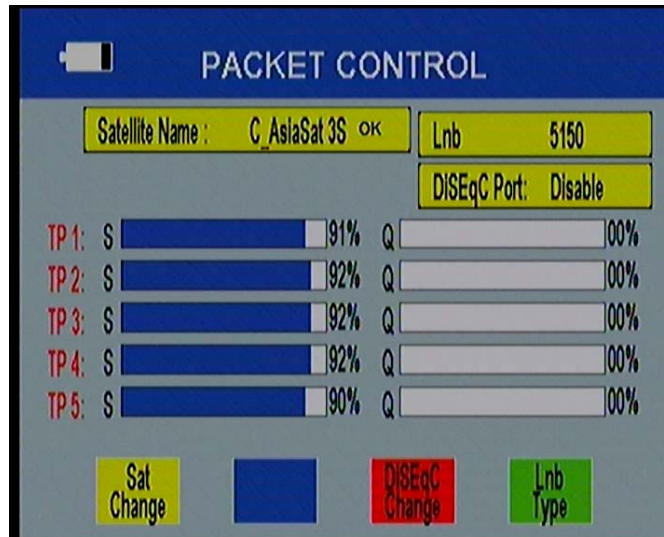 PACKET CONTROL
Satellite Name : C_AsiaSat 3S OK
Lnb 5150
DISEqC Port: Disable
TP 1: S 91% Q 00%
TP 2: S 92% Q 00%
TP 3: S 92% Q 00%
TP 4: S 92% Q 00%
TP 5: S 90% Q 00%
Sat
Change
DISEqC
Change
Lnb
Type